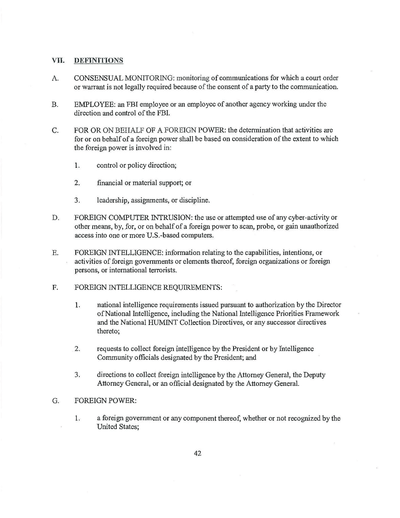 VII. DEFINITIONS
A. CONSENSUAL MONITORING: monitoring of communications for which a court order
or warrant is not legally required because of the consent of a party to the communication.
B. EMPLOYEE: an FBI employee or an employee of another agency working under the
direction and control of the FBI.
C. FOR OR ON BEHALF OF A FOREIGN POWER: the determination that activities are
for or on behalf of a foreign power shall be based on consideration of the extent to which
the foreign power is involved in:
1. control or policy direction;
2. financial or material support; or
3. leadership, assignments, or discipline.
D. FOREIGN COMPUTER INTRUSION: the use or attempted use of any cyber-activity or
other means, by, for, or on behalf of a foreign power to scan, probe, or gain unauthorized
access into one or more U.S.-based computers.
E. FOREIGN INTELLIGENCE: information relating to the capabilities, intentions, or
activities of foreign governments or elements thereof, foreign organizations or foreign
persons, or international terrorists.
F. FOREIGN INTELLIGENCE REQUIREMENTS:
1. national intelligence requirements issued pursuant to authorization by the Director
of National Intelligence, including the National Intelligence Priorities Framework
and the National HUMINT Collection Directives, or any successor directives
thereto;
2. requests to collect foreign intelligence by the President or by Intelligence
Community officials designated by the President; and
3. directions to collect foreign intelligence by the Attorney General, the Deputy
Attorney General, or an official designated by the Attorney General.
G. FOREIGN POWER:
1. a foreign government or any component thereof, whether or not recognized by the
United States;
42